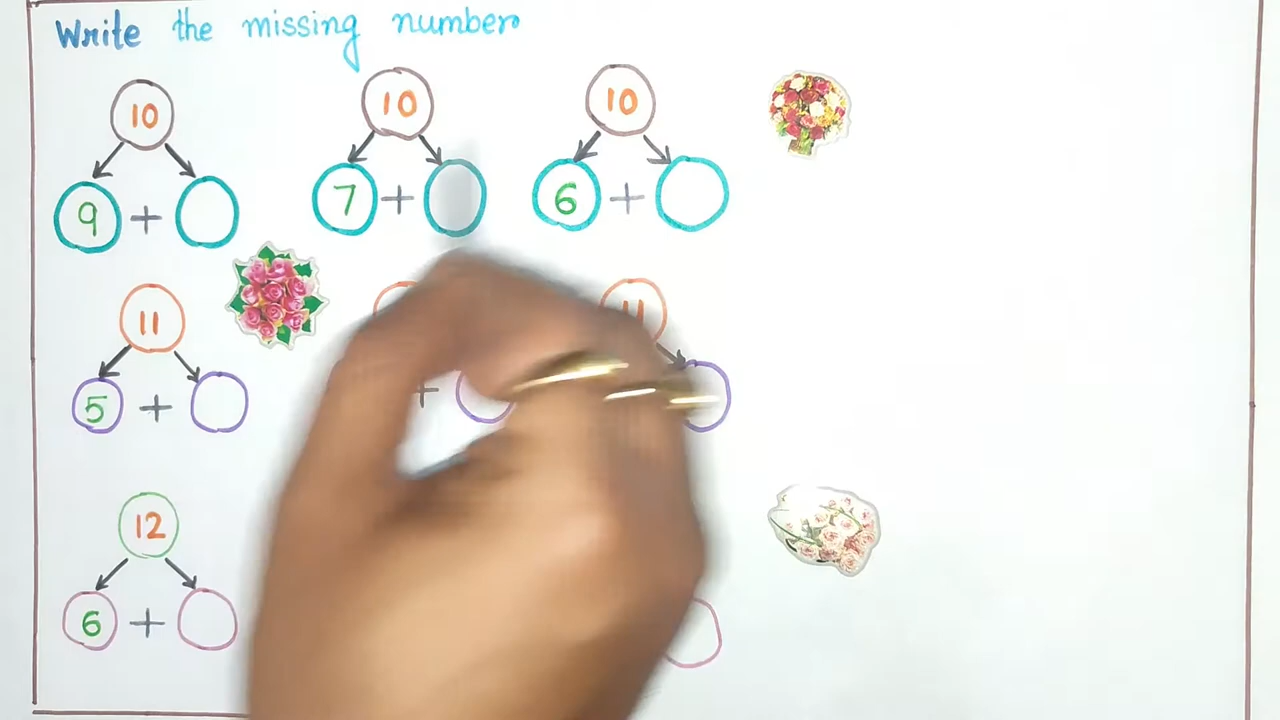 Write the missing number
10 10 10
9 + 7 + 6 +
11 11
5 + +
12
6 +